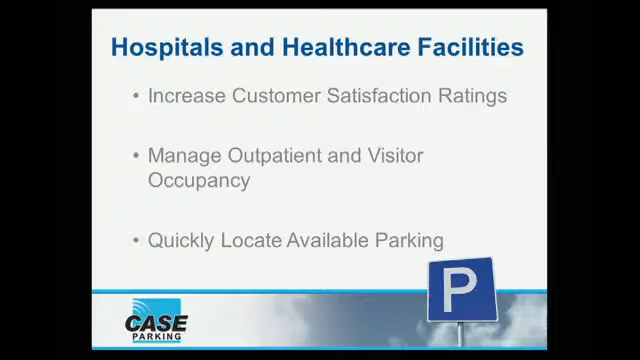 Hospitals and Healthcare Facilities
• Increase Customer Satisfaction Ratings
• Manage Outpatient and Visitor
Occupancy
• Quickly Locate Available Parking
P
CASE
PARKING